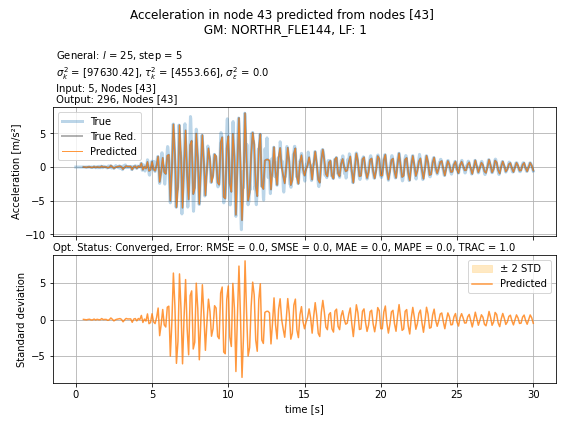 Acceleration in node 43 predicted from nodes [43]
GM: NORTHR_FLE144, LF: 1
General: l = 25, step = 5
σ²ₖ = [97630.42], τ²ₖ = [4553.66], σ²ε = 0.0
Input: 5, Nodes [43]
Output: 296, Nodes [43]
True
True Red.
Predicted
Acceleration [m/s²]
5
0
−5
−10
Opt. Status: Converged, Error: RMSE = 0.0, SMSE = 0.0, MAE = 0.0, MAPE = 0.0, TRAC = 1.0
± 2 STD
Predicted
Standard deviation
5
0
−5
0 5 10 15 20 25 30
time [s]